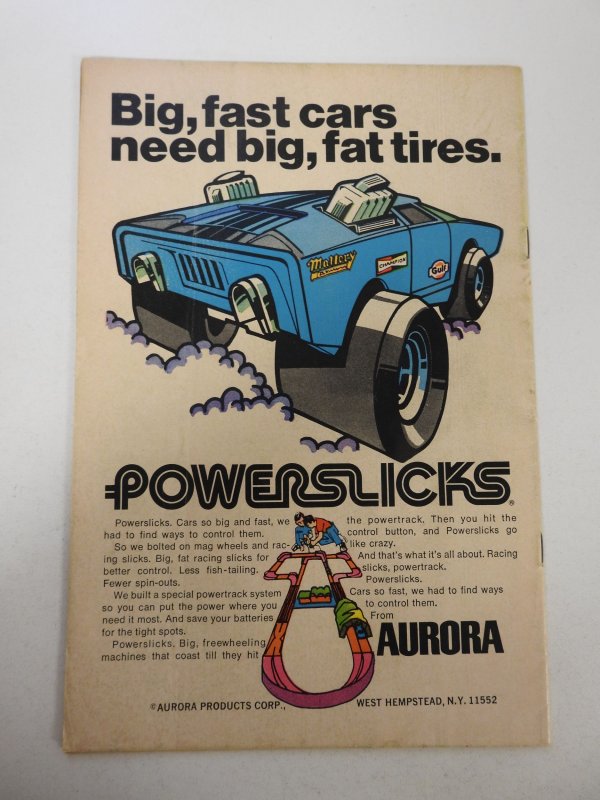 Big, fast cars
need big, fat tires.
Mallory
CHAMPION
Gulf
POWERSLICKS®
Powerslicks. Cars so big and fast, we
had to find ways to control them.
So we bolted on mag wheels and rac-
ing slicks. Big, fat racing slicks for
better control. Less fish-tailing.
Fewer spin-outs.
We built a special powertrack system
so you can put the power where you
need it most. And save your batteries
for the tight spots.
Powerslicks. Big, freewheeling
machines that coast till they hit
the powertrack. Then you hit the
control button, and Powerslicks go
like crazy.
And that's what it's all about. Racing
slicks, powertrack.
Powerslicks.
Cars so fast, we had to find ways
to control them.
From
AURORA
©AURORA PRODUCTS CORP., WEST HEMPSTEAD, N.Y. 11552